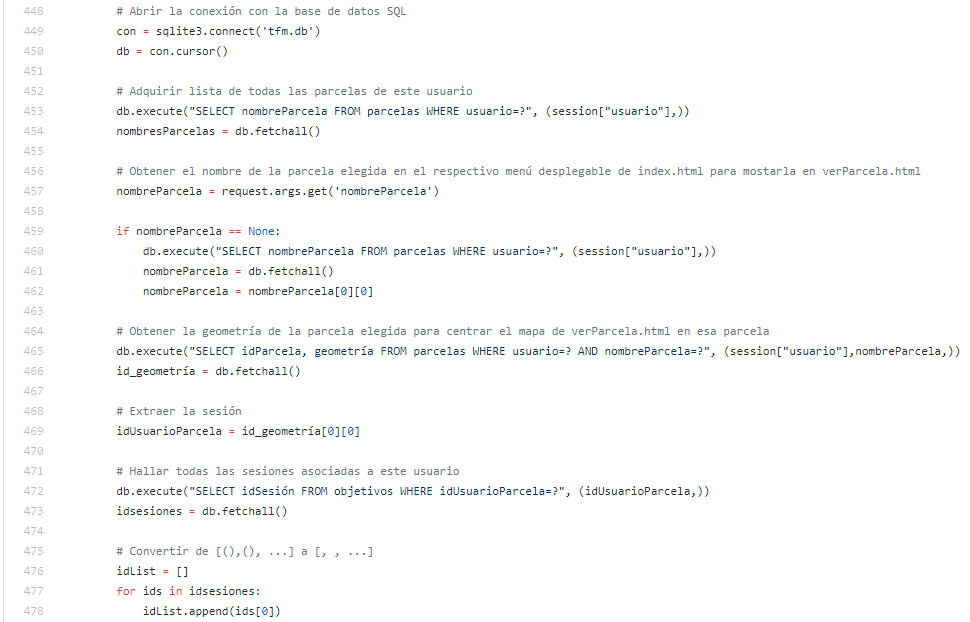 448 # Abrir la conexión con la base de datos SQL
449 con = sqlite3.connect('tfm.db')
450 db = con.cursor()
451
452 # Adquirir lista de todas las parcelas de este usuario
453 db.execute("SELECT nombreParcela FROM parcelas WHERE usuario=?", (session["usuario"],))
454 nombresParcelas = db.fetchall()
455
456 # Obtener el nombre de la parcela elegida en el respectivo menú desplegable de index.html para mostarla en verParcela.html
457 nombreParcela = request.args.get('nombreParcela')
458
459 if nombreParcela == None:
460 db.execute("SELECT nombreParcela FROM parcelas WHERE usuario=?", (session["usuario"],))
461 nombreParcela = db.fetchall()
462 nombreParcela = nombreParcela[0][0]
463
464 # Obtener la geometría de la parcela elegida para centrar el mapa de verParcela.html en esa parcela
465 db.execute("SELECT idParcela, geometría FROM parcelas WHERE usuario=? AND nombreParcela=?", (session["usuario"],nombreParcela,))
466 id_geometría = db.fetchall()
467
468 # Extraer la sesión
469 idUsuarioParcela = id_geometría[0][0]
470
471 # Hallar todas las sesiones asociadas a este usuario
472 db.execute("SELECT idSesión FROM objetivos WHERE idUsuarioParcela=?", (idUsuarioParcela,))
473 idsesiones = db.fetchall()
474
475 # Convertir de [(),(), ...] a [, , ...]
476 idList = []
477 for ids in idsesiones:
478 idList.append(ids[0])